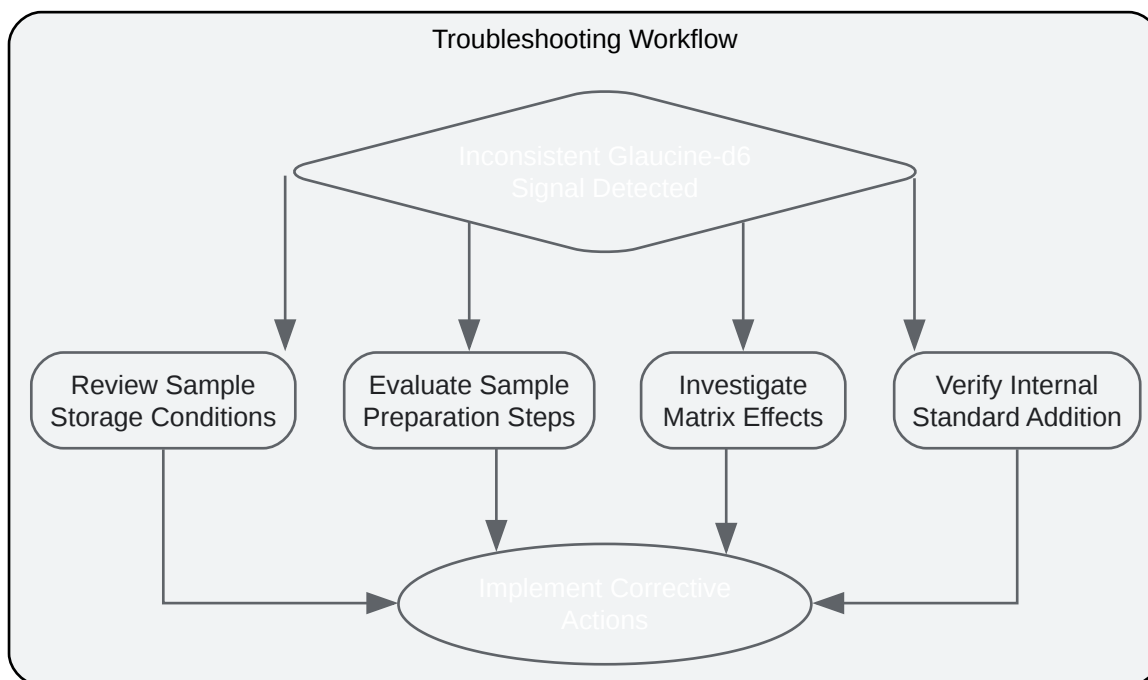 Troubleshooting Workflow
Inconsistent Glaucine-d6
Signal Detected
Review Sample
Storage Conditions
Evaluate Sample
Preparation Steps
Investigate
Matrix Effects
Verify Internal
Standard Addition
Implement Corrective
Actions